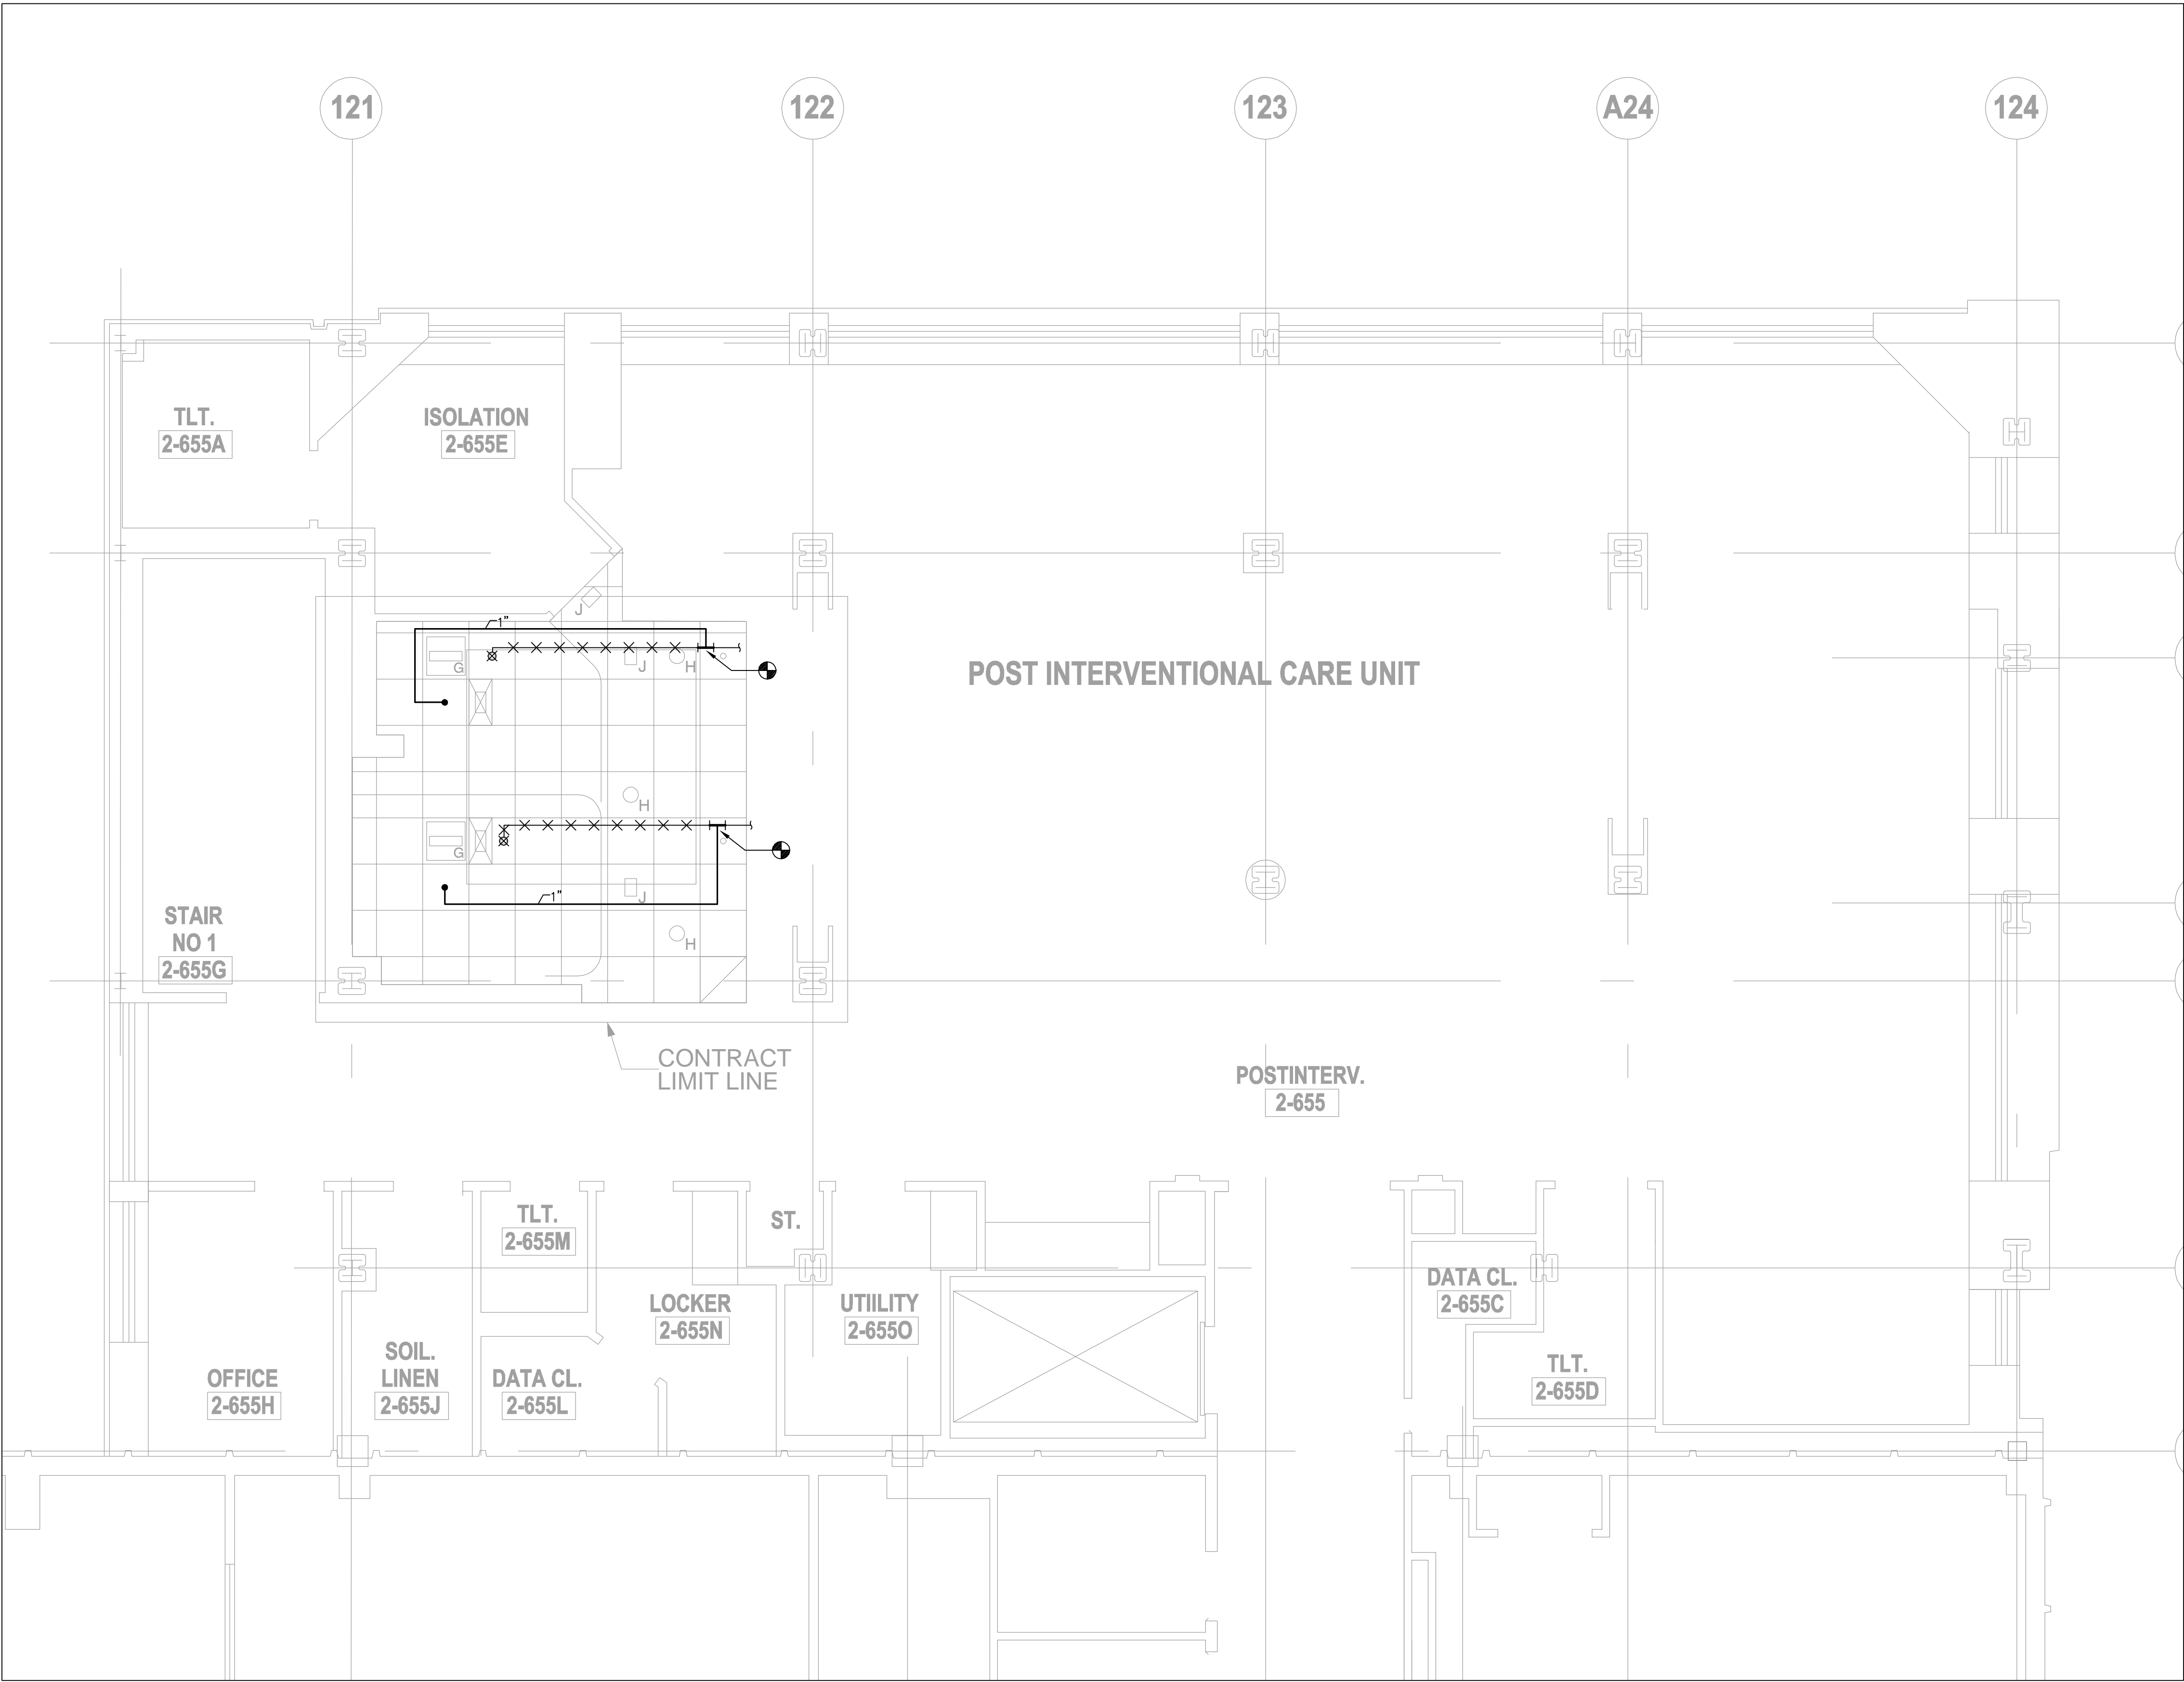 121
122
123
A24
124
TLT.
2-655A
ISOLATION
2-655E
J
1"
G
J
H
POST INTERVENTIONAL CARE UNIT
H
G
1"
J
H
STAIR
NO 1
2-655G
CONTRACT
LIMIT LINE
POSTINTERV.
2-655
TLT.
2-655M
ST.
DATA CL.
2-655C
LOCKER
2-655N
UTIILITY
2-655O
SOIL.
LINEN
2-655J
OFFICE
2-655H
DATA CL.
2-655L
TLT.
2-655D